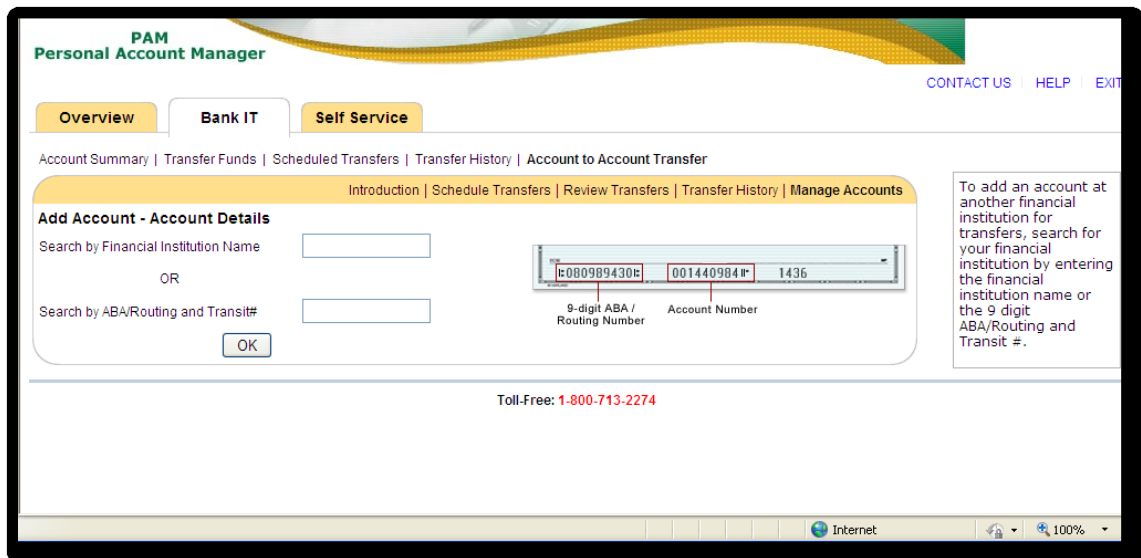 PAM
Personal Account Manager
CONTACT US | HELP | EXIT
Overview Bank IT Self Service
Account Summary | Transfer Funds | Scheduled Transfers | Transfer History | Account to Account Transfer
Introduction | Schedule Transfers | Review Transfers | Transfer History | Manage Accounts
Add Account - Account Details
Search by Financial Institution Name
OR
Search by ABA/Routing and Transit#
OK
⑆080989430⑆ 001440984⑈ 1436
9-digit ABA /
Routing Number
Account Number
To add an account at
another financial
institution for
transfers, search for
your financial
institution by entering
the financial
institution name or
the 9 digit
ABA/Routing and
Transit #.
Toll-Free: 1-800-713-2274
Internet 100%